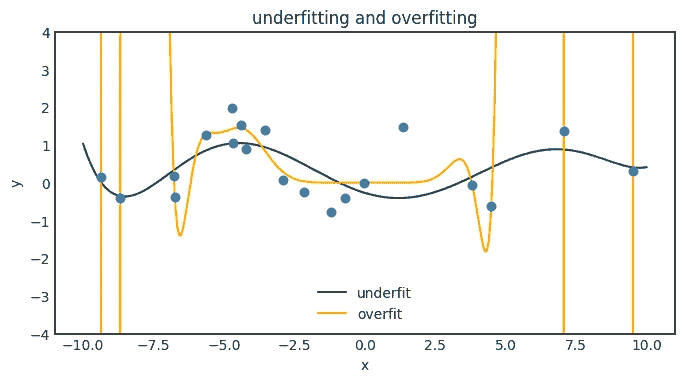 underfitting and overfitting
4
3
2
1
0
−1
−2
−3
−4
y
underfit
overfit
−10.0 −7.5 −5.0 −2.5 0.0 2.5 5.0 7.5 10.0
x